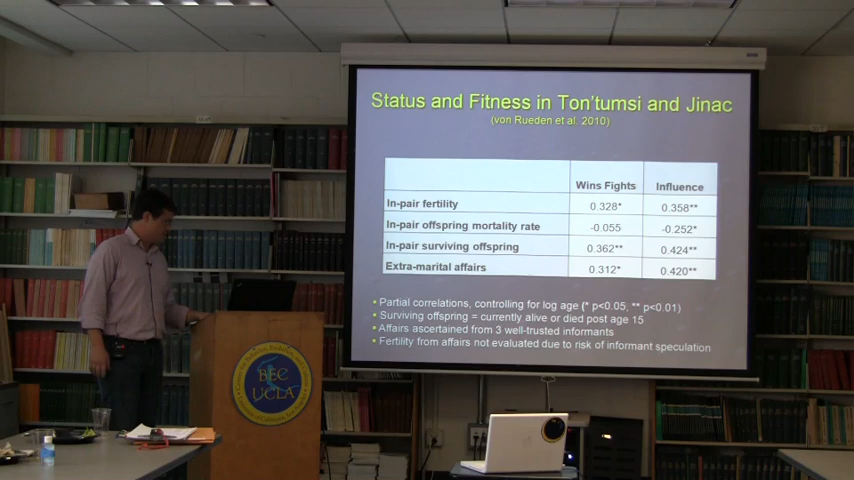 Status and Fitness in Ton'tumsi and Jinac
(von Rueden et al. 2010)
Wins Fights Influence
In-pair fertility 0.328* 0.358**
In-pair offspring mortality rate -0.055 -0.252*
In-pair surviving offspring 0.362** 0.424**
Extra-marital affairs 0.312* 0.420**
Partial correlations, controlling for log age (* p<0.05, ** p<0.01)
Surviving offspring = currently alive or died post age 15
Affairs ascertained from 3 well-trusted informants
Fertility from affairs not evaluated due to risk of informant speculation
BEC
UCLA